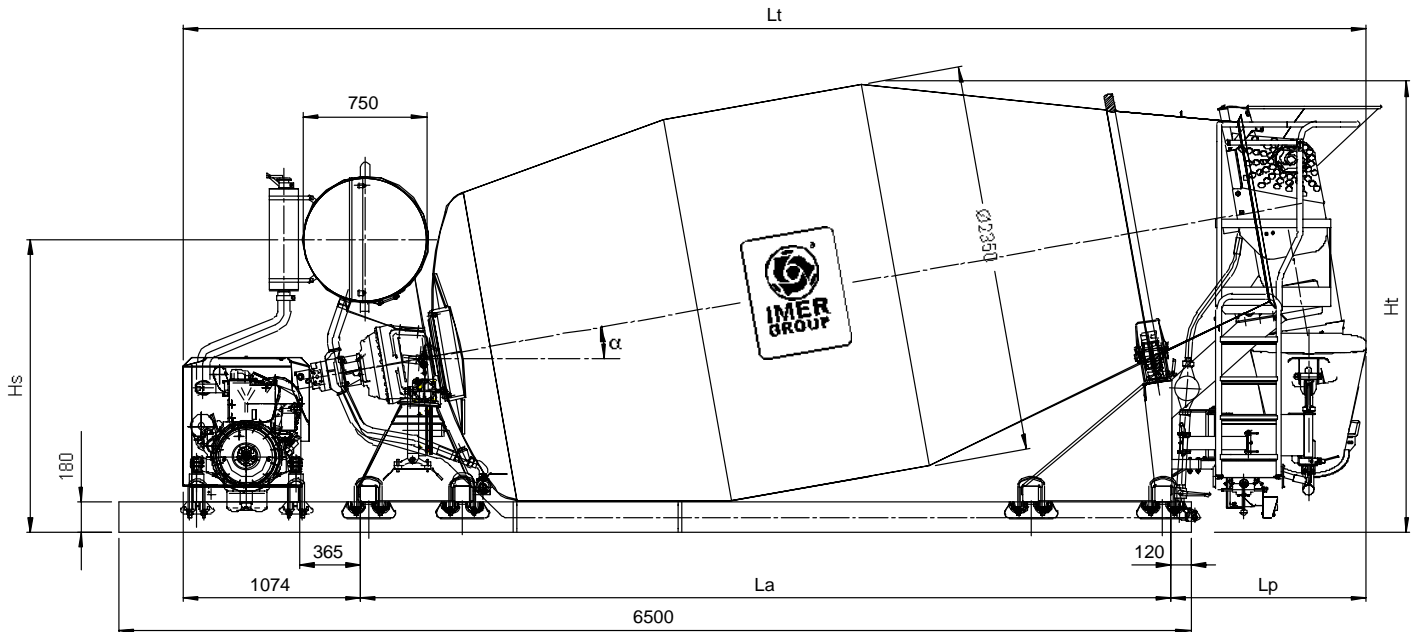 Lt
750
Ø2350
IMER
GROUP
α
Hs
Ht
180
365
120
1074
La
Lp
6500